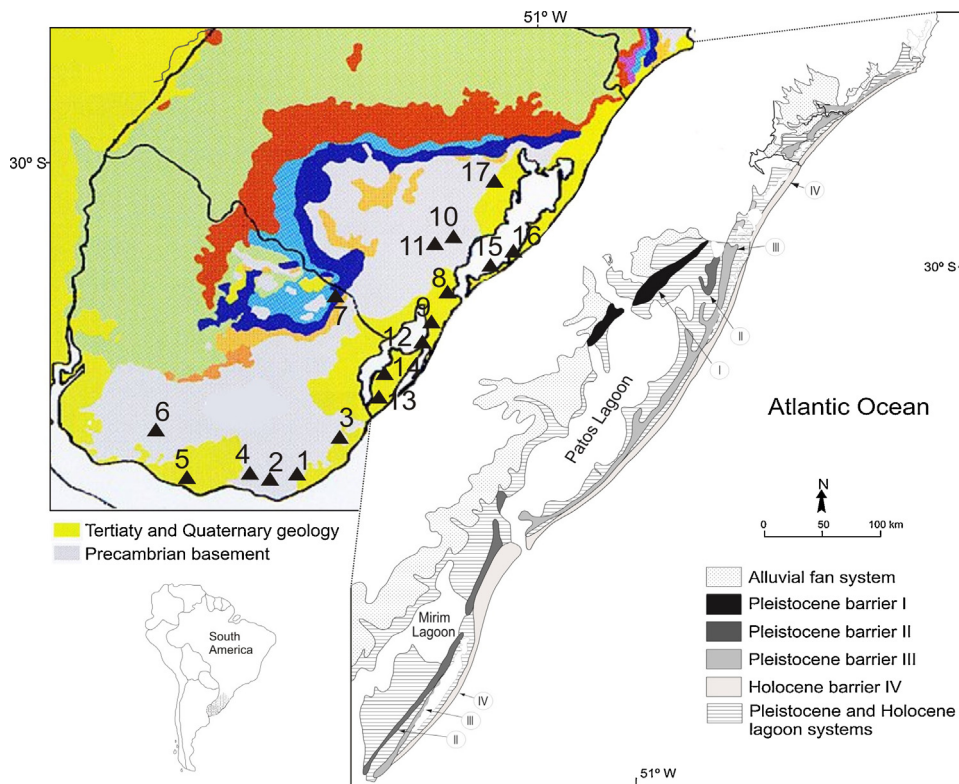 51° W
30° S
17
10
11
16
15
8
9
7
12
14
13
3
6
5
4
2
1
Tertiaty and Quaternary geology
Precambrian basement
South
America
IV
III
30° S
II
I
Patos Lagoon
Atlantic Ocean
N
0 50 100 km
Mirim
Lagoon
IV
III
II
51° W
Alluvial fan system
Pleistocene barrier I
Pleistocene barrier II
Pleistocene barrier III
Holocene barrier IV
Pleistocene and Holocene
lagoon systems